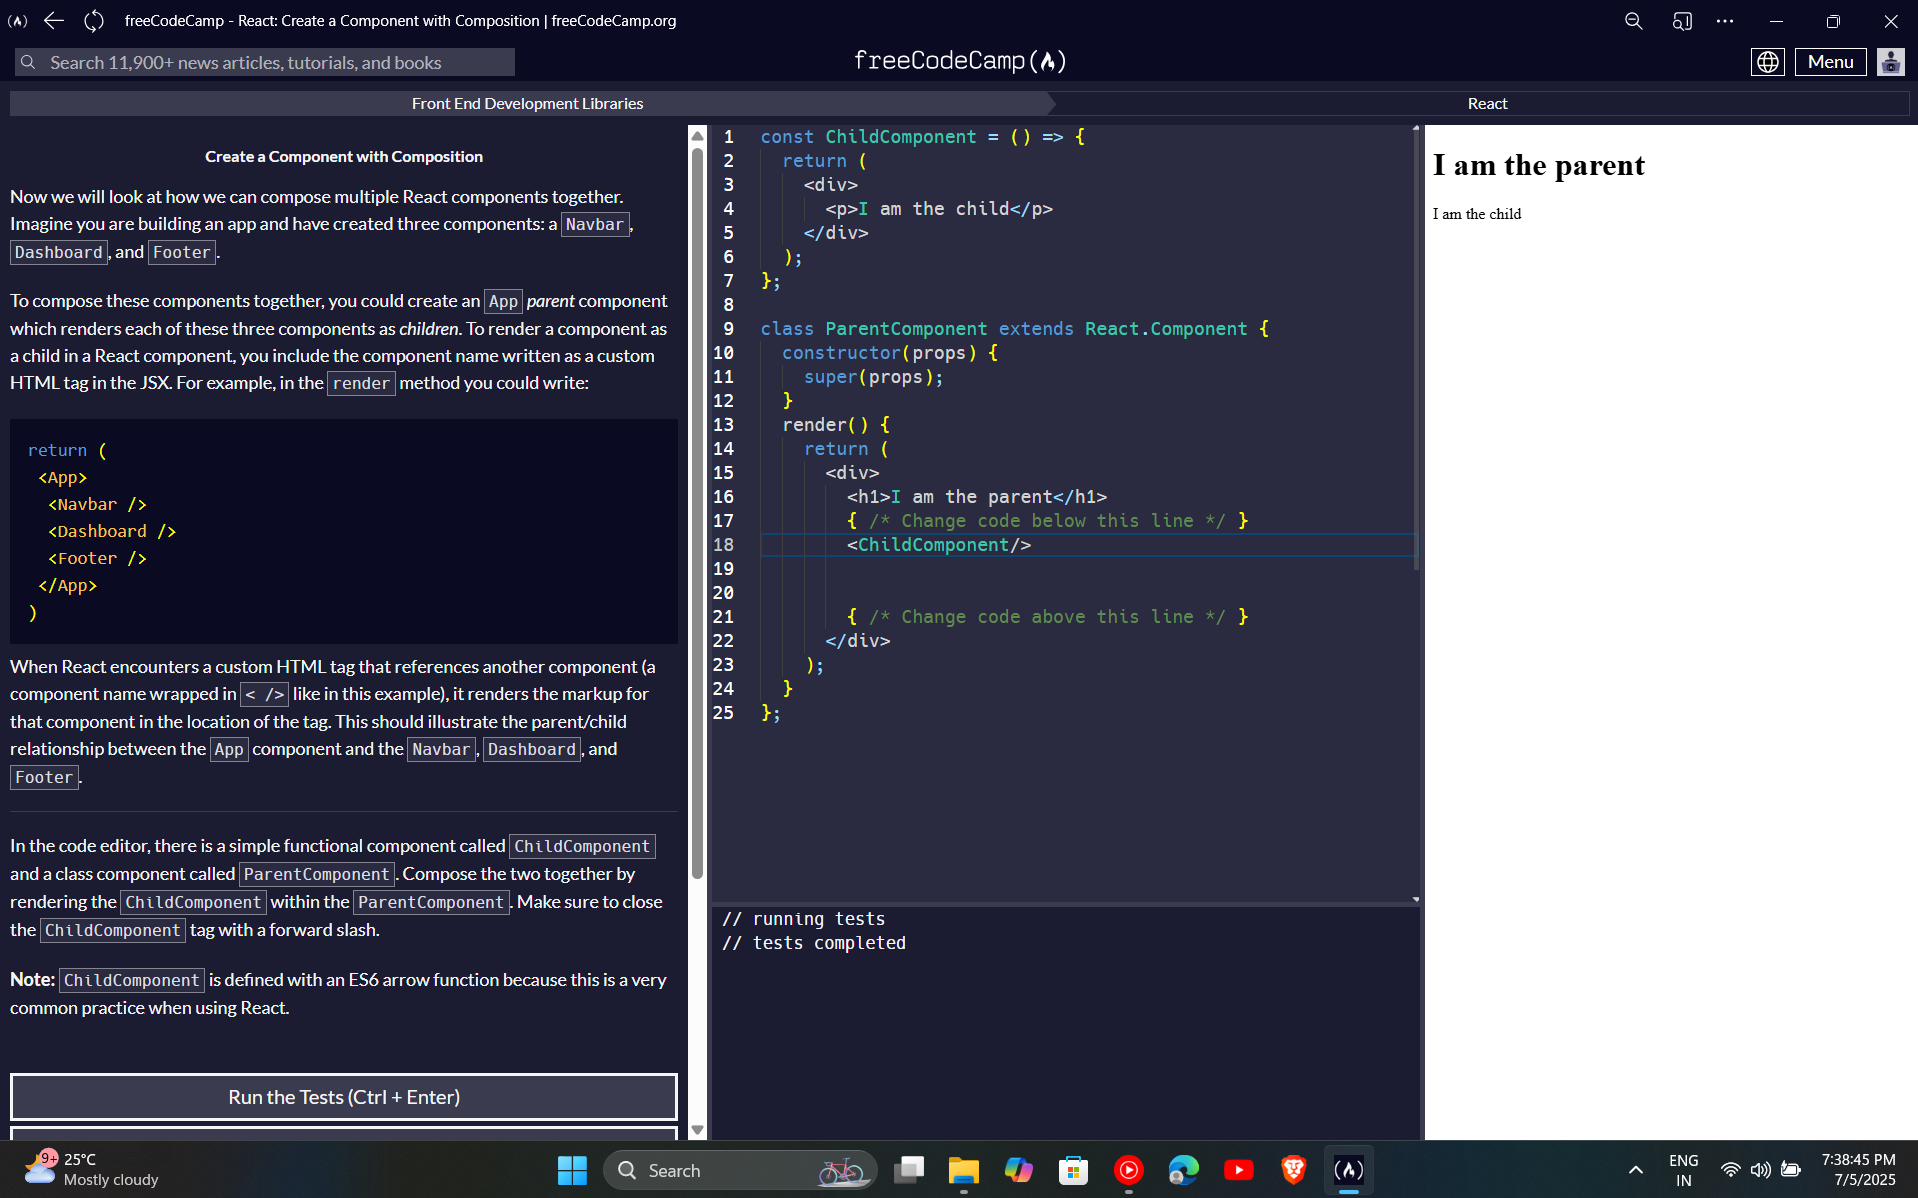 freeCodeCamp - React: Create a Component with Composition | freeCodeCamp.org
Search 11,900+ news articles, tutorials, and books
freeCodeCamp
Menu
Front End Development Libraries
React
Create a Component with Composition
Now we will look at how we can compose multiple React components together.
Imagine you are building an app and have created three components: a Navbar,
Dashboard, and Footer.
To compose these components together, you could create an App parent component
which renders each of these three components as children. To render a component as
a child in a React component, you include the component name written as a custom
HTML tag in the JSX. For example, in the render method you could write:
return (
<App>
<Navbar />
<Dashboard />
<Footer />
</App>
)
When React encounters a custom HTML tag that references another component (a
component name wrapped in < /> like in this example), it renders the markup for
that component in the location of the tag. This should illustrate the parent/child
relationship between the App component and the Navbar, Dashboard, and
Footer.
In the code editor, there is a simple functional component called ChildComponent
and a class component called ParentComponent. Compose the two together by
rendering the ChildComponent within the ParentComponent. Make sure to close
the ChildComponent tag with a forward slash.
Note: ChildComponent is defined with an ES6 arrow function because this is a very
common practice when using React.
Run the Tests (Ctrl + Enter)
1 const ChildComponent = () => {
2 return (
3 <div>
4 <p>I am the child</p>
5 </div>
6 );
7 };
8
9 class ParentComponent extends React.Component {
10 constructor(props) {
11 super(props);
12 }
13 render() {
14 return (
15 <div>
16 <h1>I am the parent</h1>
17 { /* Change code below this line */ }
18 <ChildComponent/>
19
20
21 { /* Change code above this line */ }
22 </div>
23 );
24 }
25 };
// running tests
// tests completed
I am the parent
I am the child
9+
25°C
Mostly cloudy
Search
ENG
IN
7:38:45 PM
7/5/2025